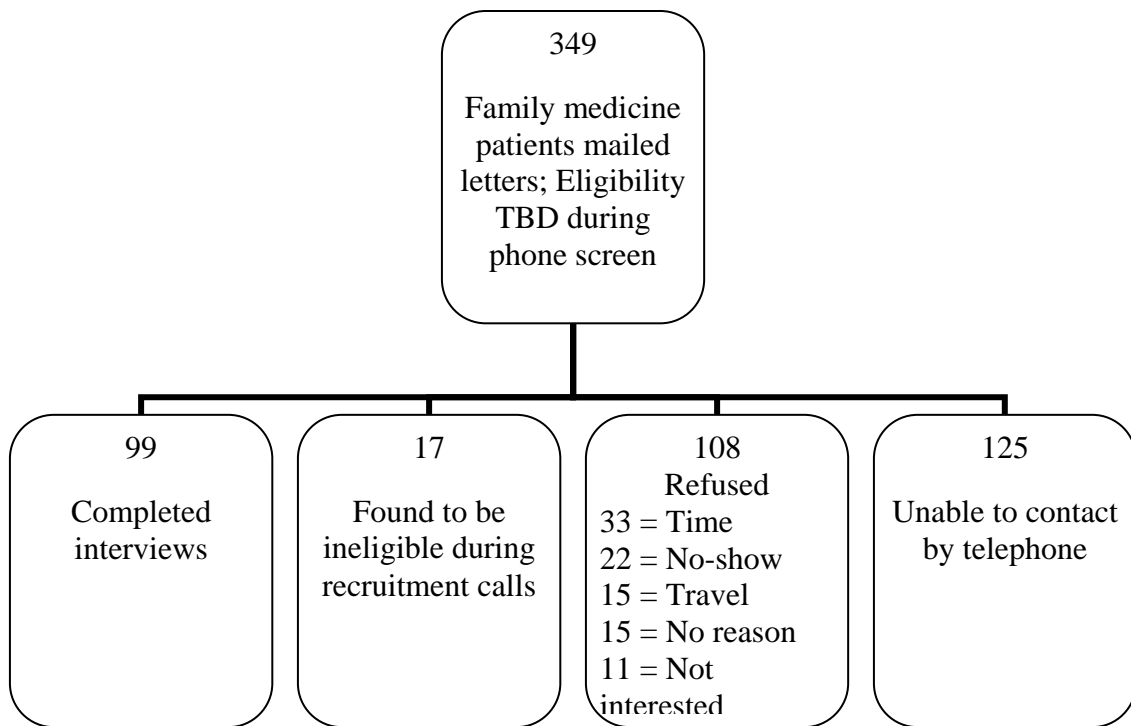 349
Family medicine
patients mailed
letters; Eligibility
TBD during
phone screen
99
Completed
interviews
17
Found to be
ineligible during
recruitment calls
108
Refused
33 = Time
22 = No-show
15 = Travel
15 = No reason
11 = Not
interested
125
Unable to contact
by telephone